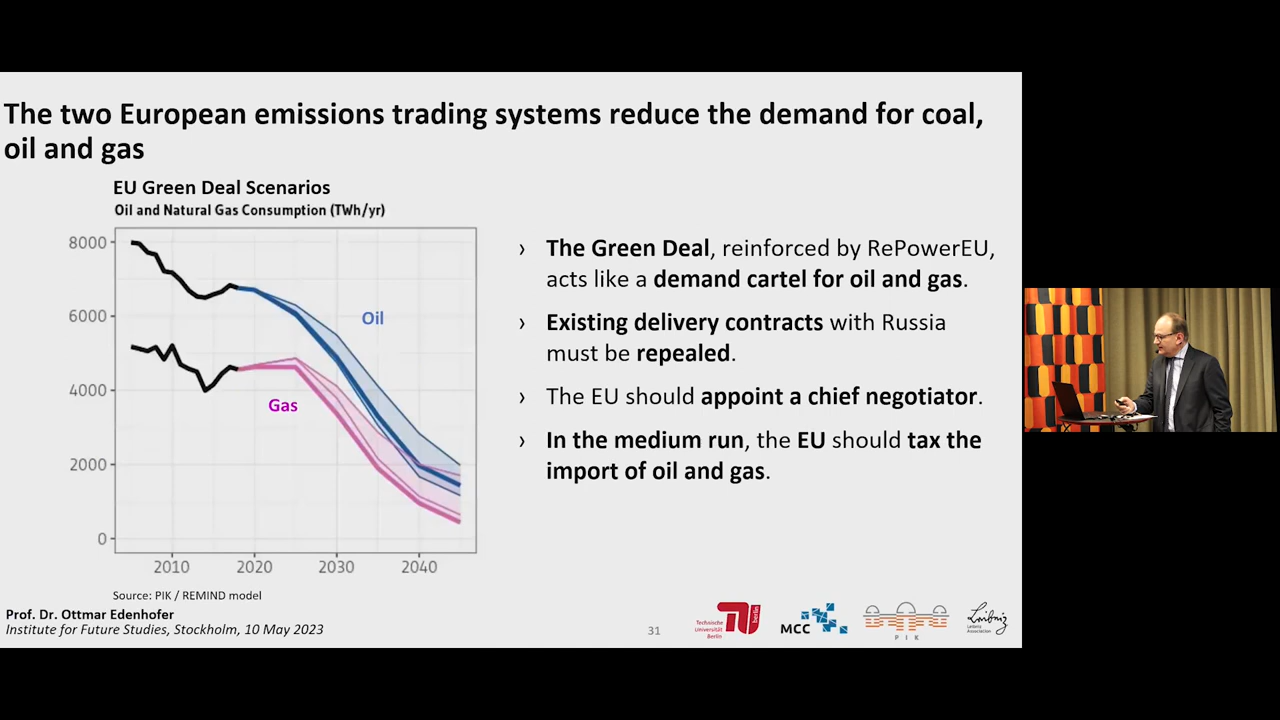 The two European emissions trading systems reduce the demand for coal,
oil and gas
EU Green Deal Scenarios
Oil and Natural Gas Consumption (TWh/yr)
8000
6000
4000
2000
0
2010 2020 2030 2040
Oil
Gas
Source: PIK / REMIND model
› The Green Deal, reinforced by RePowerEU,
acts like a demand cartel for oil and gas.
› Existing delivery contracts with Russia
must be repealed.
› The EU should appoint a chief negotiator.
› In the medium run, the EU should tax the
import of oil and gas.
Prof. Dr. Ottmar Edenhofer
Institute for Future Studies, Stockholm, 10 May 2023
31
Technische
Universität
Berlin
MCC
PIK
Leibniz
Leibniz
Association